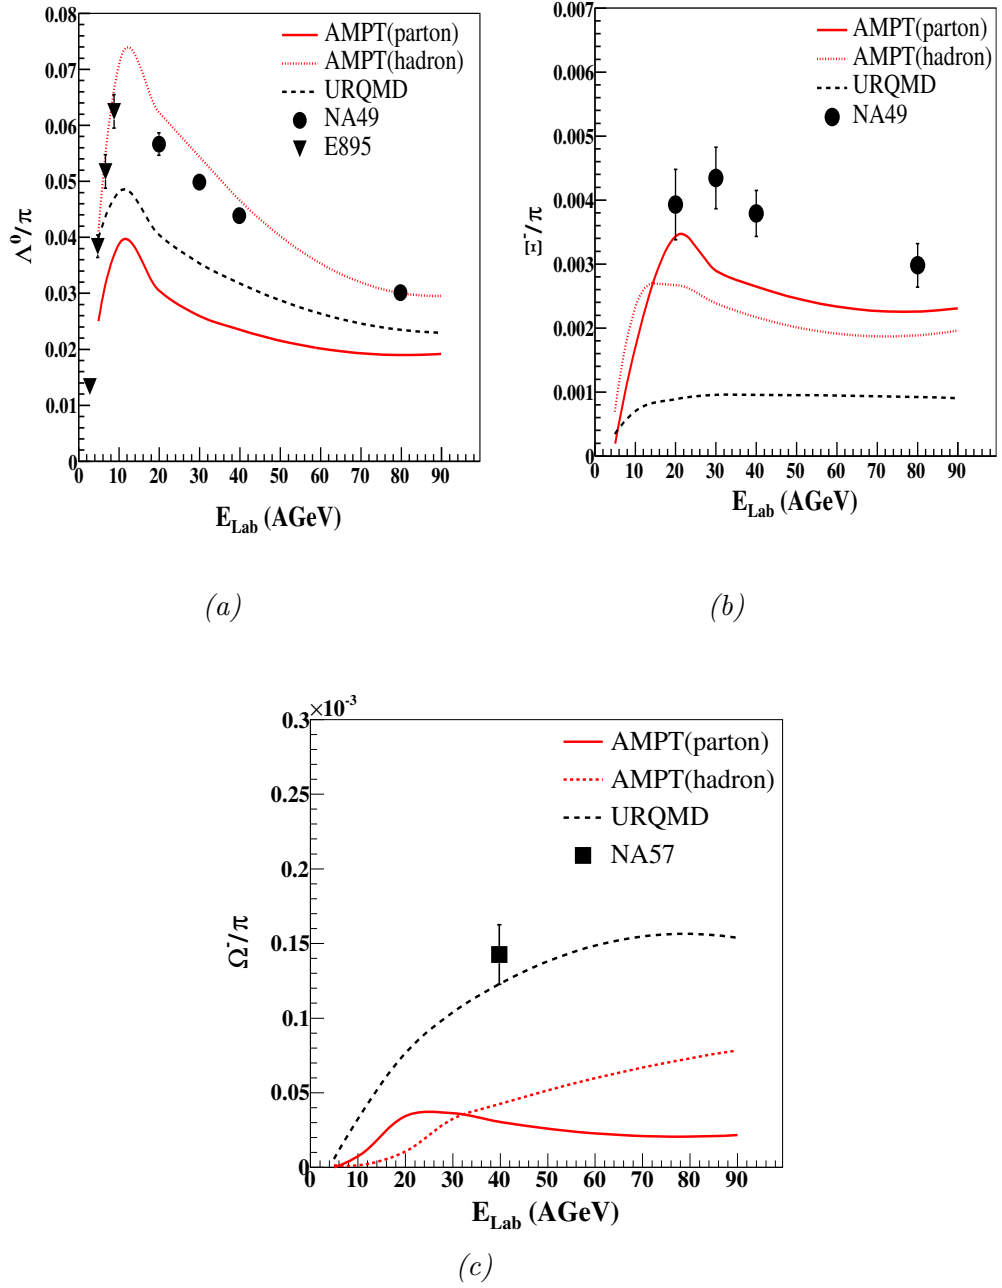 0.08
0.07
0.06
0.05
0.04
0.03
0.02
0.01
0
Λ⁰/π
AMPT(parton)
AMPT(hadron)
URQMD
NA49
E895
0 10 20 30 40 50 60 70 80 90
E_Lab (AGeV)
(a)
0.007
0.006
0.005
0.004
0.003
0.002
0.001
0
Ξ⁻/π
AMPT(parton)
AMPT(hadron)
URQMD
NA49
0 10 20 30 40 50 60 70 80 90
E_Lab (AGeV)
(b)
×10⁻³
0.3
0.25
0.2
0.15
0.1
0.05
0
Ω⁻/π
AMPT(parton)
AMPT(hadron)
URQMD
NA57
0 10 20 30 40 50 60 70 80 90
E_Lab (AGeV)
(c)